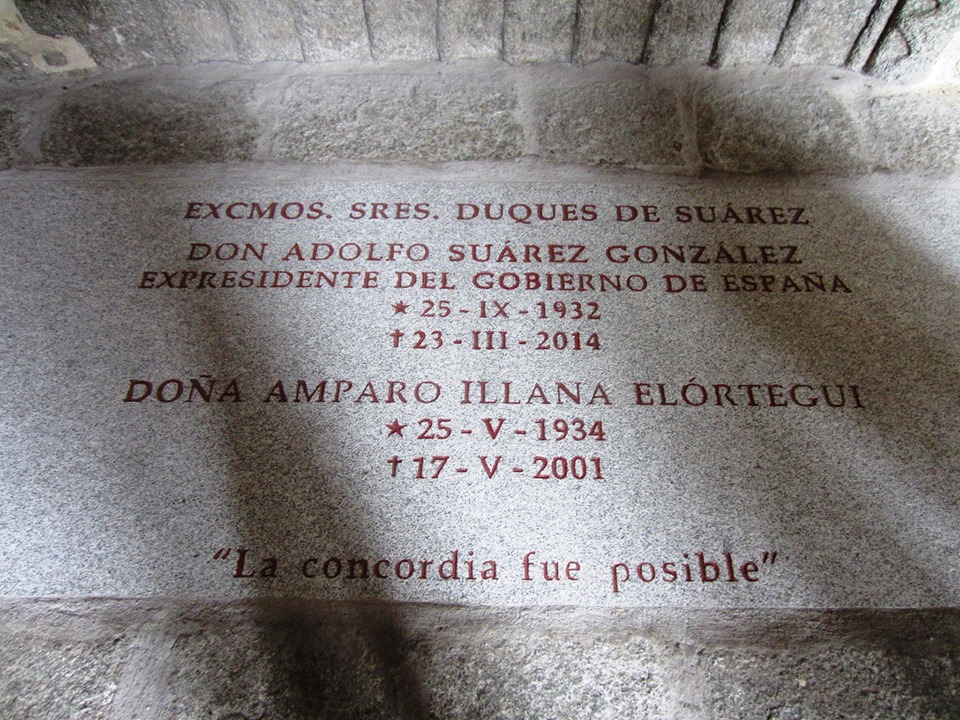 EXCMOS. SRES. DUQUES DE SUÁREZ
DON ADOLFO SUÁREZ GONZÁLEZ
EXPRESIDENTE DEL GOBIERNO DE ESPAÑA
★ 25 - IX - 1932
† 23 - III - 2014
DOÑA AMPARO ILLANA ELÓRTEGUI
★ 25 - V - 1934
† 17 - V - 2001
“La concordia fue posible”